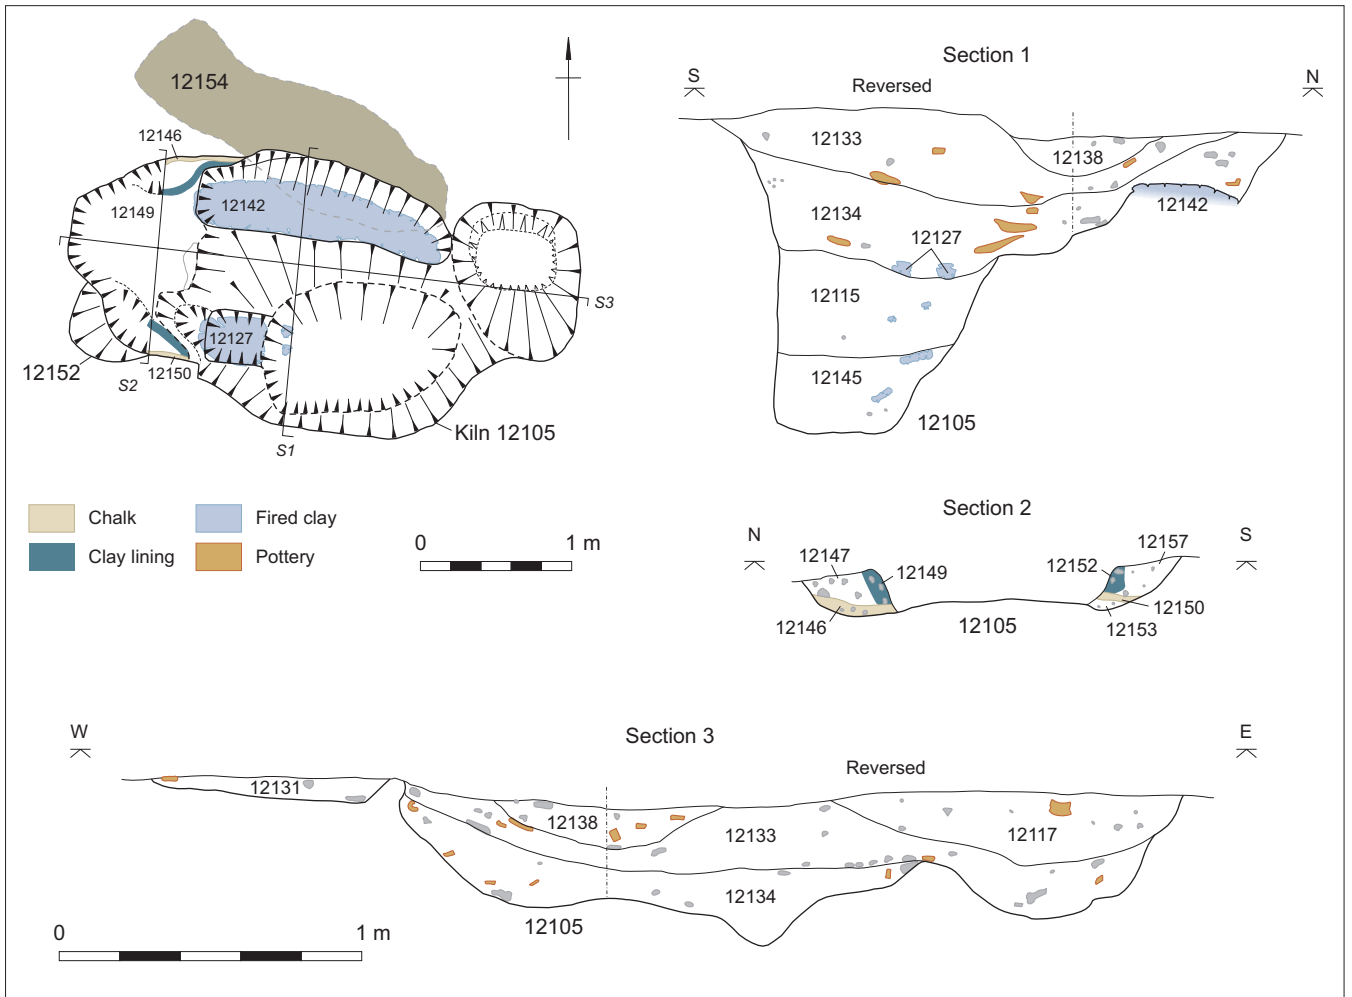 12154
12146
12149
12142
12127
12152
S2
12150
S1
S3
Kiln 12105
Chalk
Fired clay
Clay lining
Pottery
0
1 m
Section 1
Reversed
S
N
12133
12138
12134
12142
12127
12115
12145
12105
Section 2
N
S
12147
12149
12146
12105
12157
12152
12150
12153
Section 3
Reversed
W
E
12131
12138
12133
12117
12134
12105
0
1 m